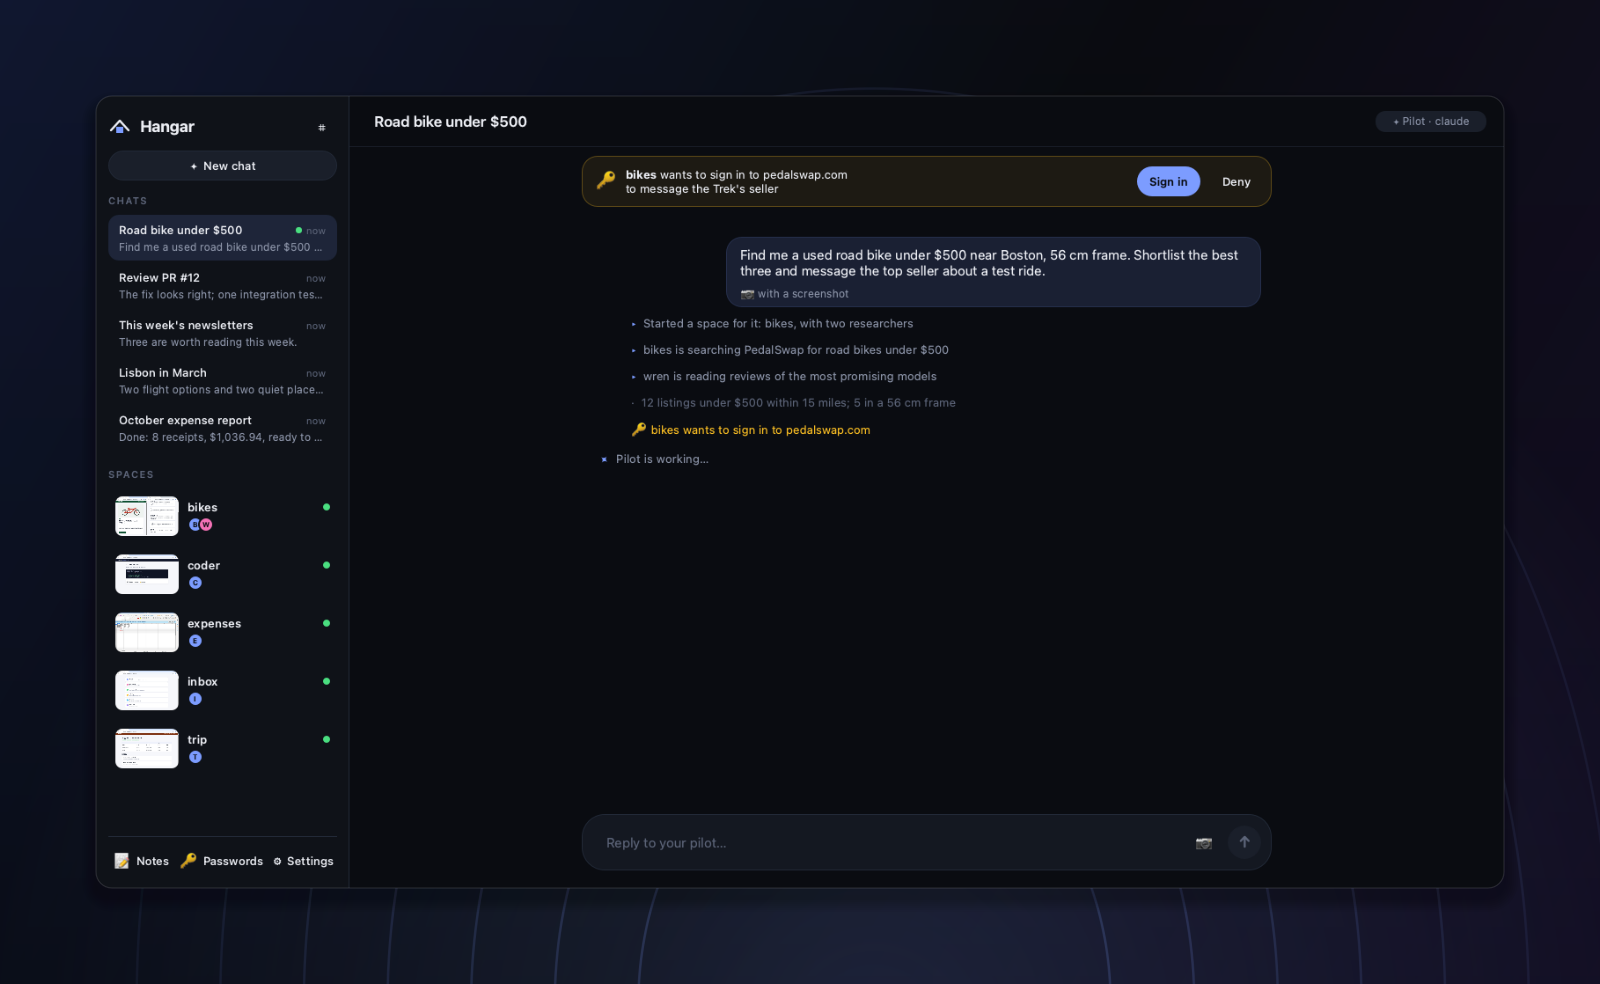 Hangar
#
New chat
CHATS
Road bike under $500
now
Find me a used road bike under $500 ...
Review PR #12
now
The fix looks right; one integration tes...
This week's newsletters
now
Three are worth reading this week.
Lisbon in March
now
Two flight options and two quiet place...
October expense report
now
Done: 8 receipts, $1,036.94, ready to ...
SPACES
bikes
B W
coder
C
expenses
E
inbox
I
trip
T
Notes
Passwords
Settings
Road bike under $500
Pilot · claude
bikes wants to sign in to pedalswap.com
to message the Trek's seller
Sign in
Deny
Find me a used road bike under $500 near Boston, 56 cm frame. Shortlist the best
three and message the top seller about a test ride.
with a screenshot
Started a space for it: bikes, with two researchers
bikes is searching PedalSwap for road bikes under $500
wren is reading reviews of the most promising models
· 12 listings under $500 within 15 miles; 5 in a 56 cm frame
bikes wants to sign in to pedalswap.com
Pilot is working...
Reply to your pilot...